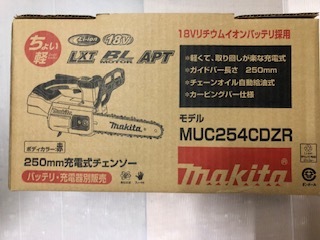 ちょい軽
Li-ion 18V
LXT BL MOTOR APT
18Vリチウムイオンバッテリ採用
・軽くて、取り回しが楽な充電式
・ガイドバー長さ 250mm
・チェーンオイル自動給油式
・カービングバー仕様
makita
モデル
MUC254CDZR
ボディカラー:赤
250mm充電式チェンソー
バッテリ・充電器別販売
makita